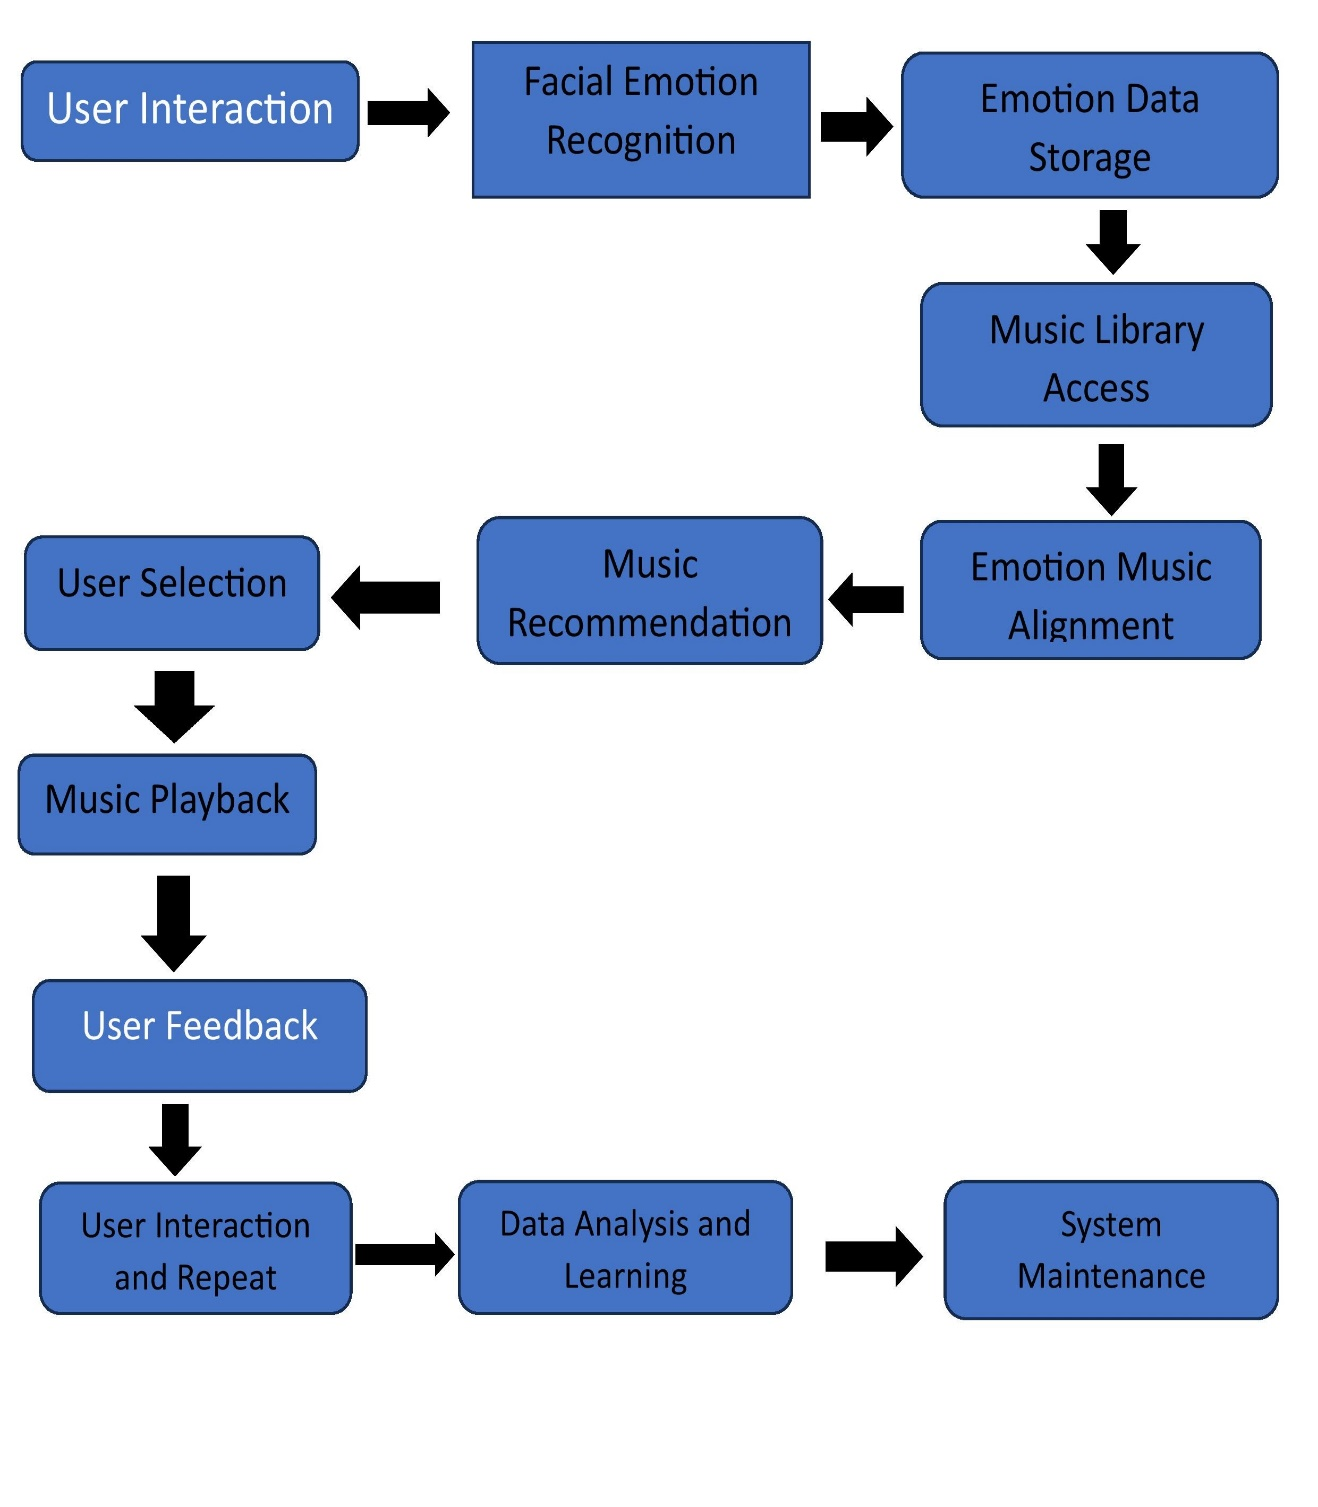 User Interaction
Facial Emotion
Recognition
Emotion Data
Storage
Music Library
Access
Emotion Music
Alignment
Music
Recommendation
User Selection
Music Playback
User Feedback
User Interaction
and Repeat
Data Analysis and
Learning
System
Maintenance